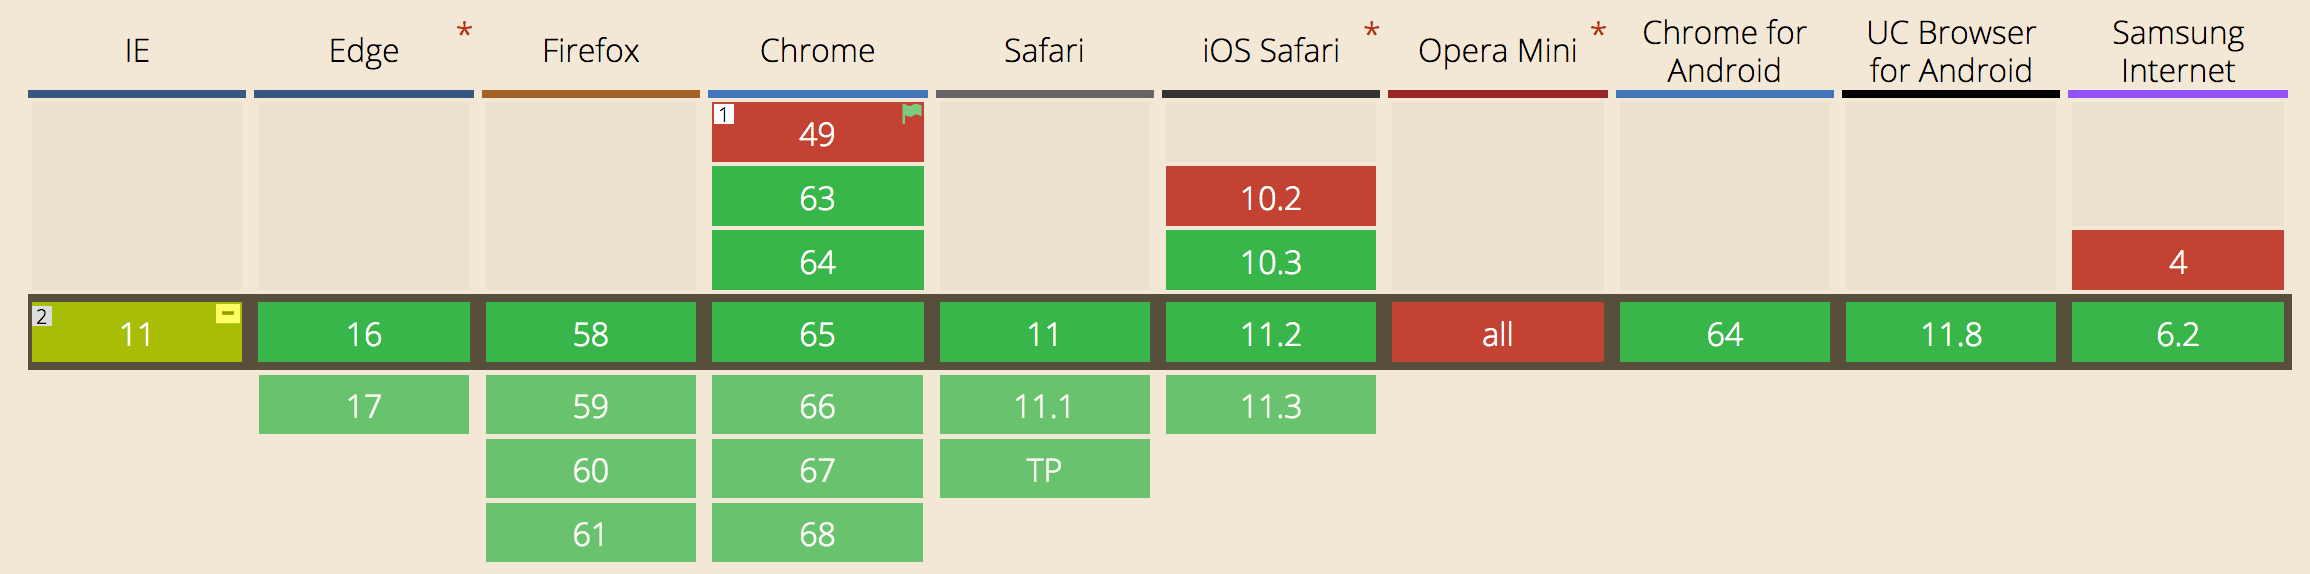 IE Edge * Firefox Chrome Safari iOS Safari * Opera Mini * Chrome for Android UC Browser for Android Samsung Internet
1 49
63 10.2
64 10.3 4
2 11 - 16 58 65 11 11.2 all 64 11.8 6.2
17 59 66 11.1 11.3
60 67 TP
61 68